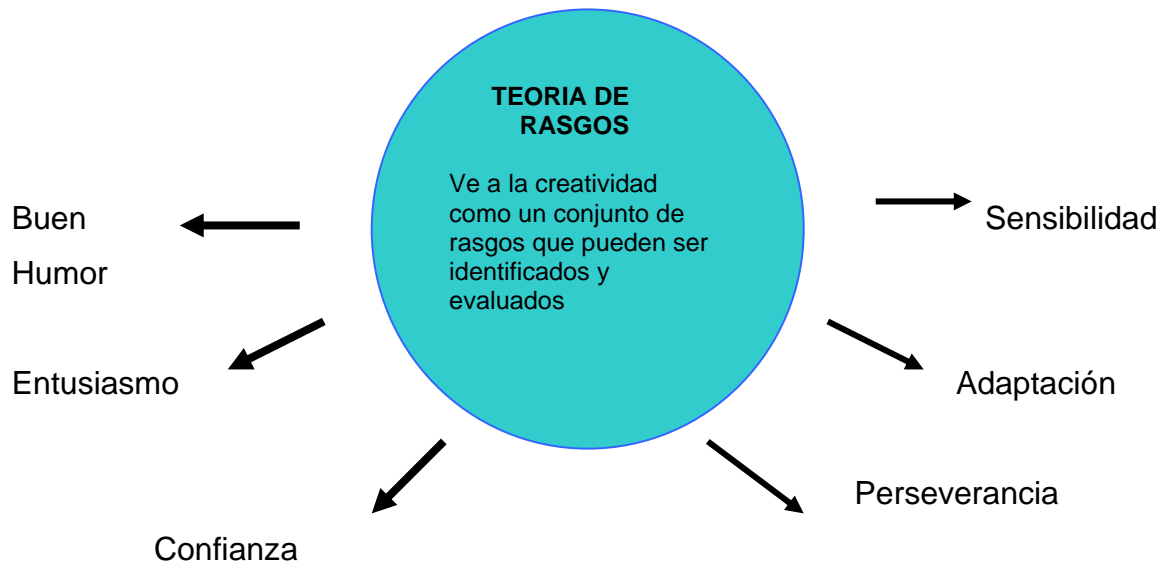 TEORIA DE
RASGOS
Ve a la creatividad
como un conjunto de
rasgos que pueden ser
identificados y
evaluados
Buen
Humor
Entusiasmo
Confianza
Sensibilidad
Adaptación
Perseverancia